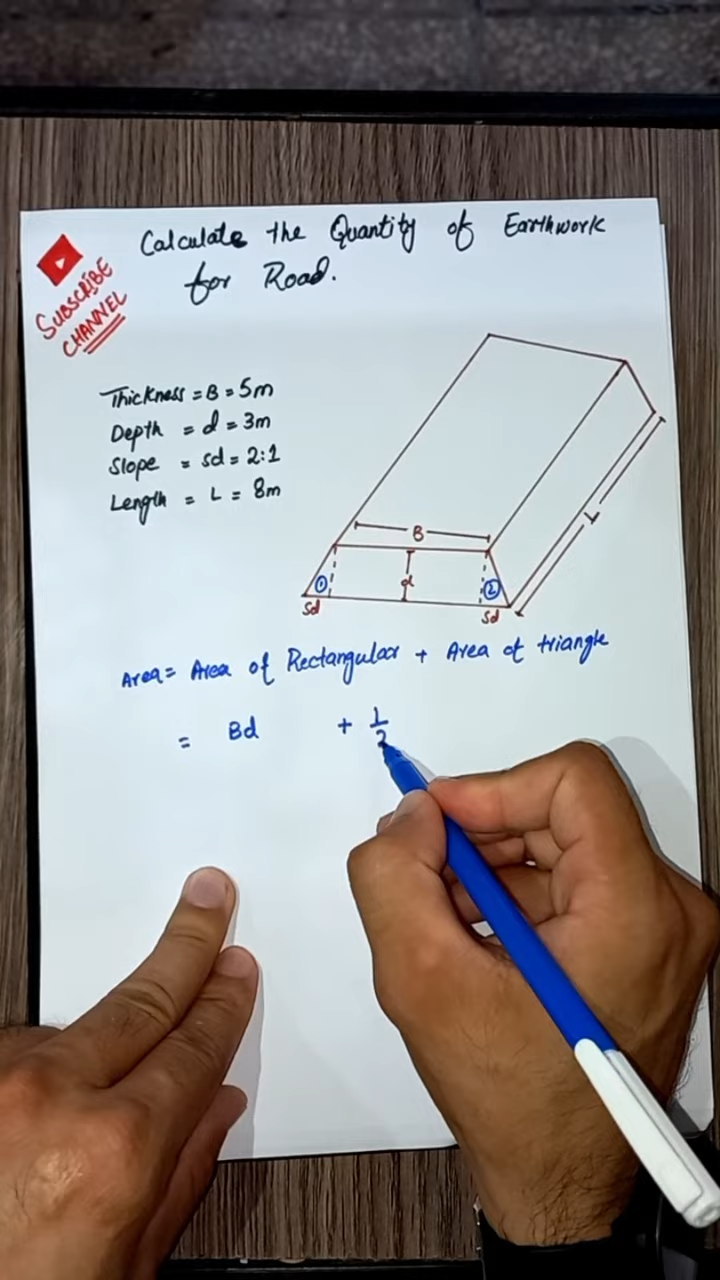 Calculate the Quantity of Earthwork
for Road.
SUBSCRIBE
CHANNEL
Thickness = B = 5m
Depth = d = 3m
Slope = sd = 2:1
Length = L = 8m
B
L
d
1
2
sd
sd
Area = Area of Rectangular + Area of triangle
= Bd + 1/2